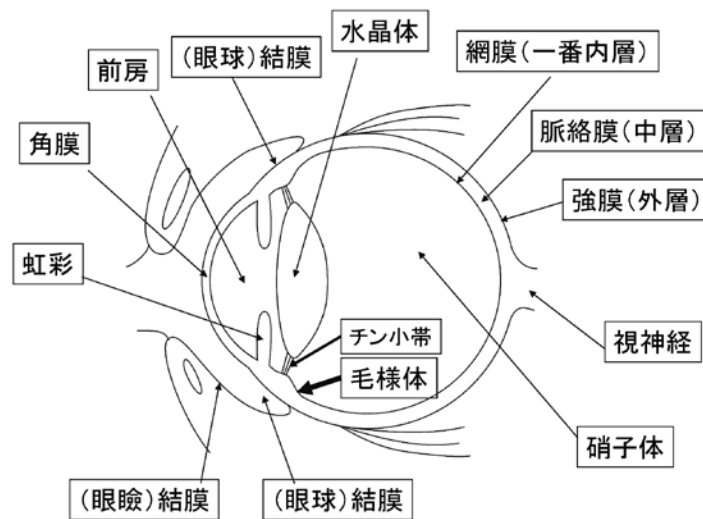 水晶体
(眼球)結膜
網膜(一番内層)
前房
脈絡膜(中層)
角膜
強膜(外層)
虹彩
チン小帯
視神経
毛様体
硝子体
(眼瞼)結膜
(眼球)結膜